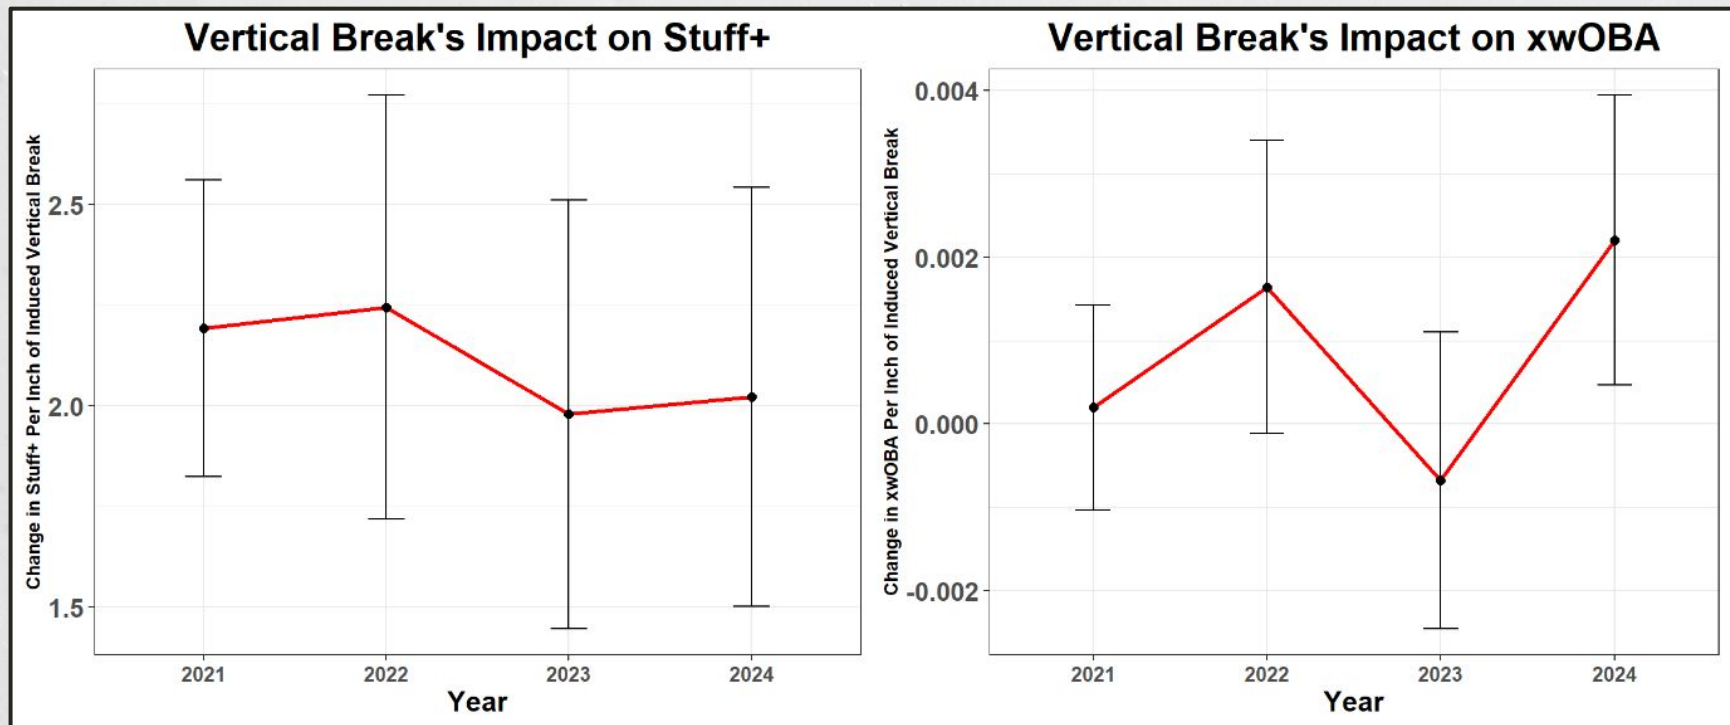 Vertical Break's Impact on Stuff+
Change in Stuff+ Per Inch of Induced Vertical Break
2.5
2.0
1.5
2021 2022 2023 2024
Year
Vertical Break's Impact on xwOBA
Change in xwOBA Per Inch of Induced Vertical Break
0.004
0.002
0.000
-0.002
2021 2022 2023 2024
Year